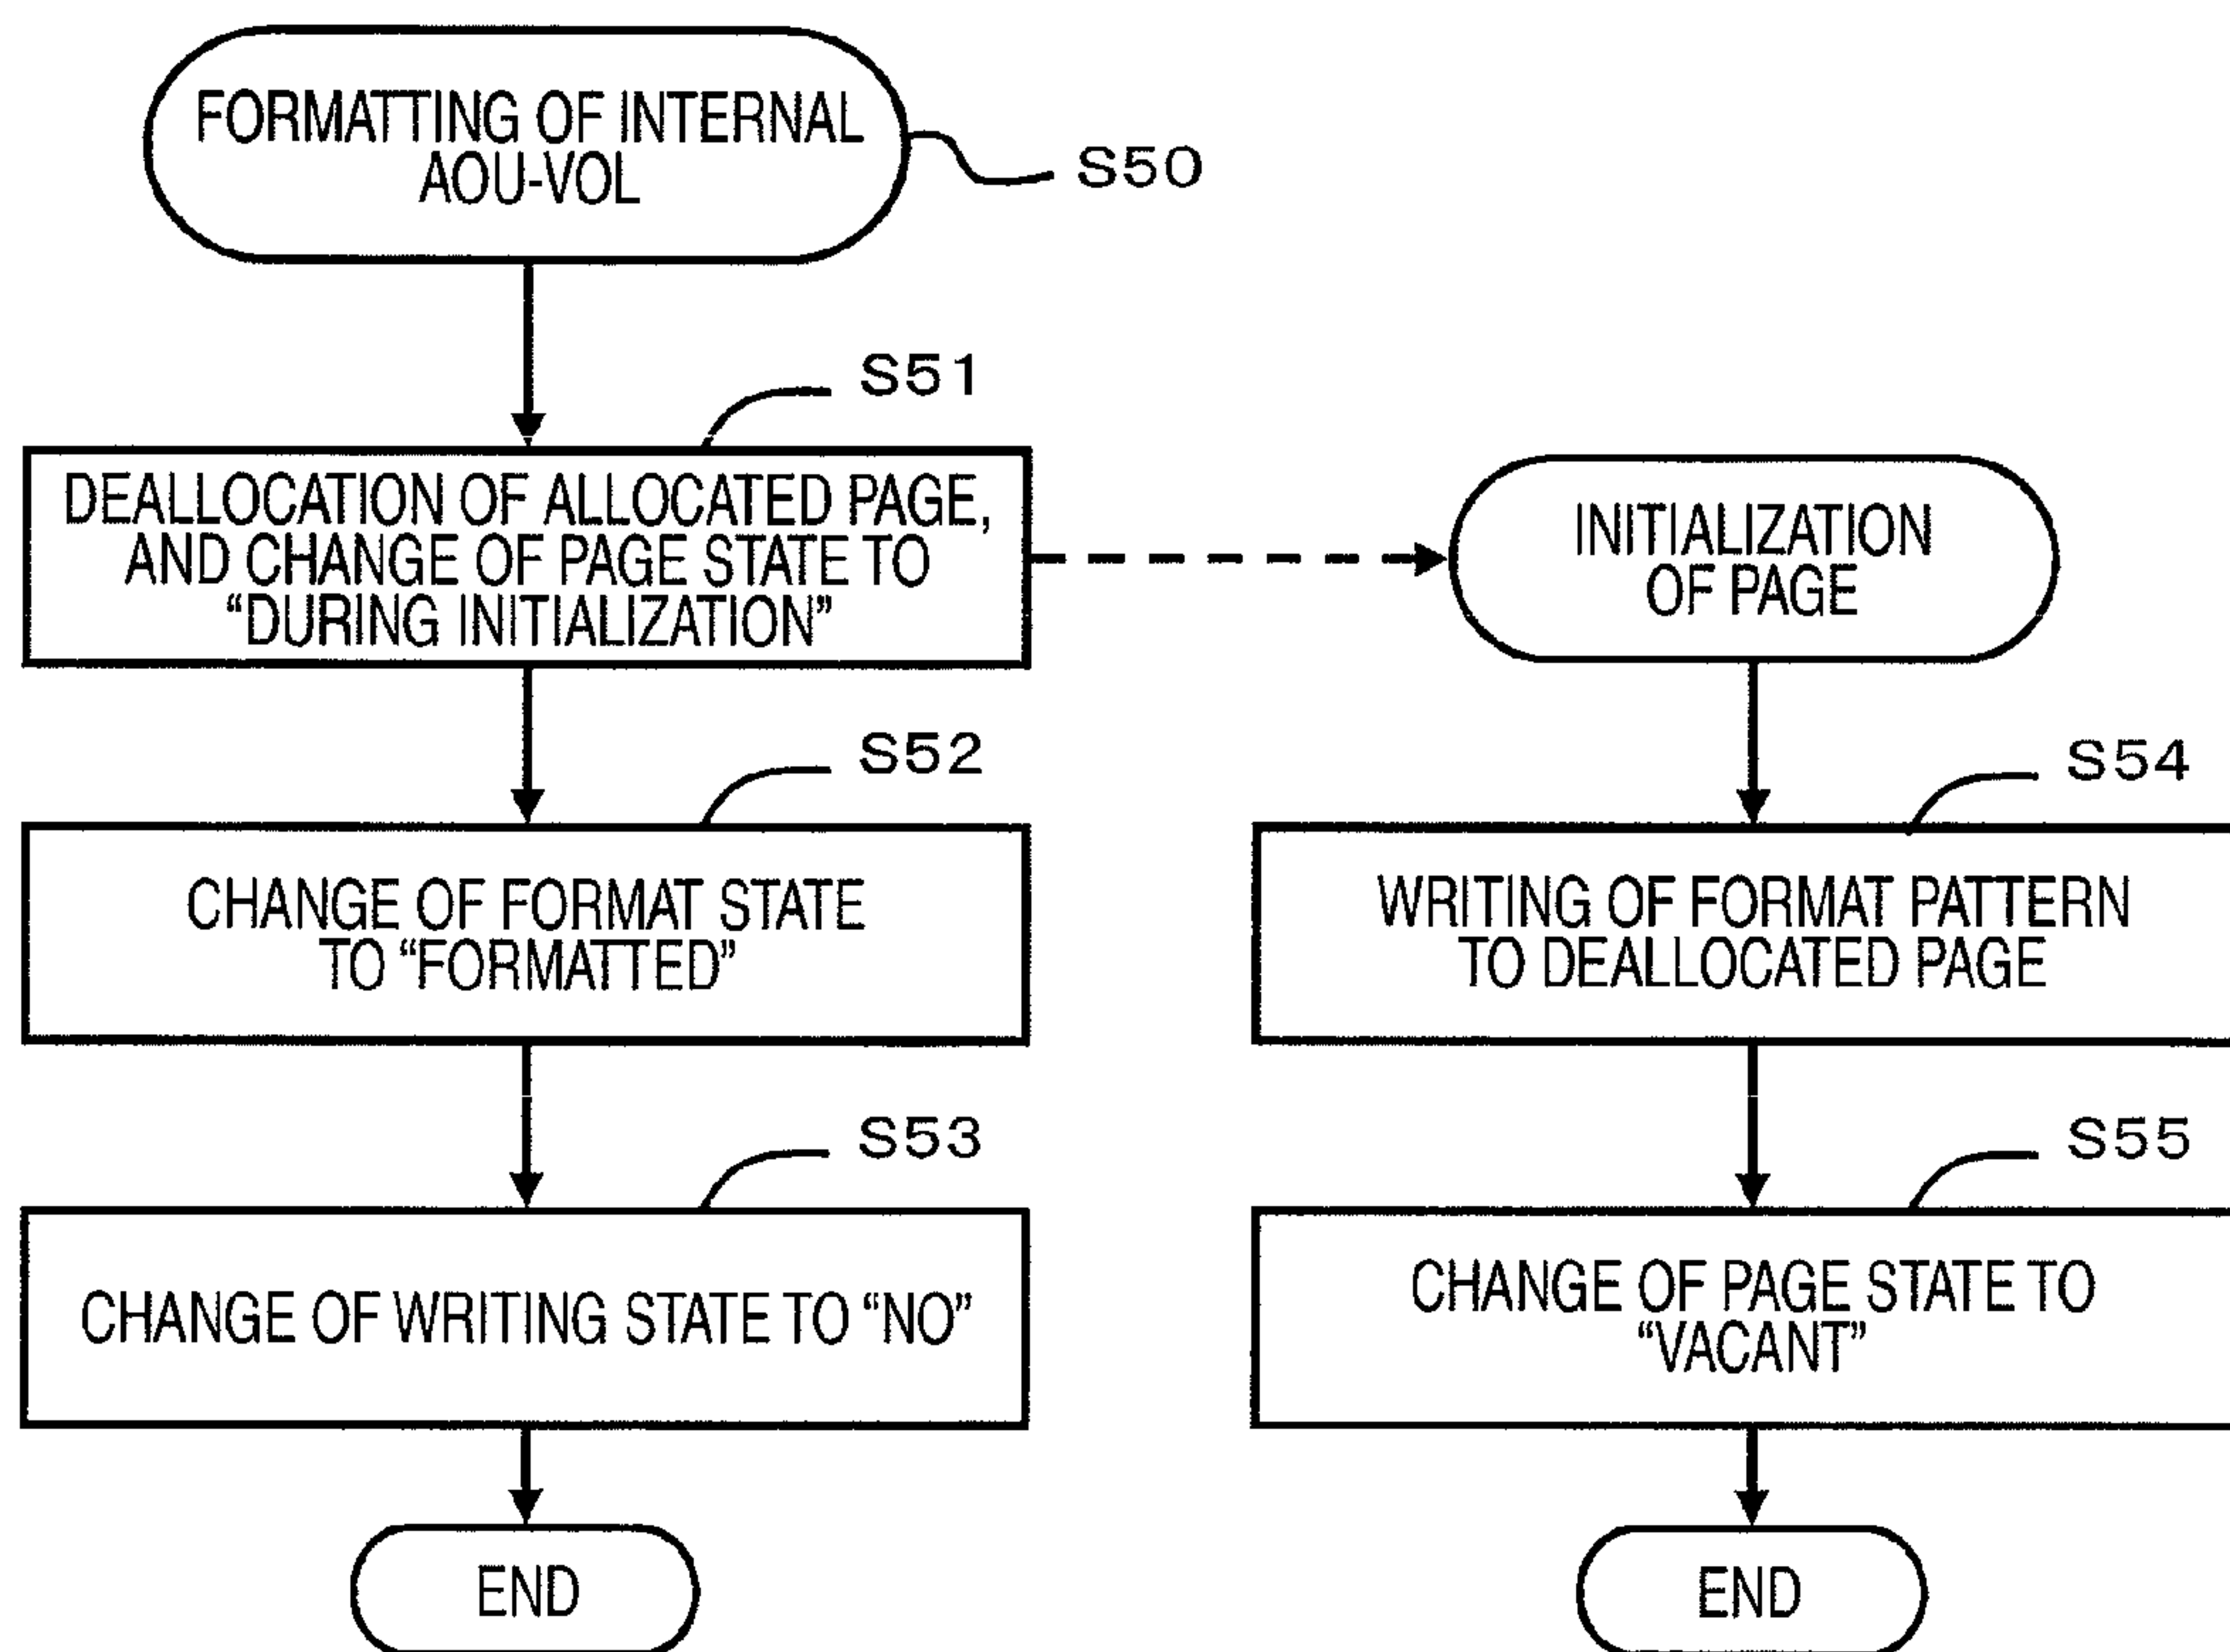 FORMATTING OF INTERNAL
AOU-VOL
S50
S51
DEALLOCATION OF ALLOCATED PAGE,
AND CHANGE OF PAGE STATE TO
“DURING INITIALIZATION”
INITIALIZATION
OF PAGE
S52
CHANGE OF FORMAT STATE
TO “FORMATTED”
S54
WRITING OF FORMAT PATTERN
TO DEALLOCATED PAGE
S53
CHANGE OF WRITING STATE TO “NO”
S55
CHANGE OF PAGE STATE TO
“VACANT”
END
END